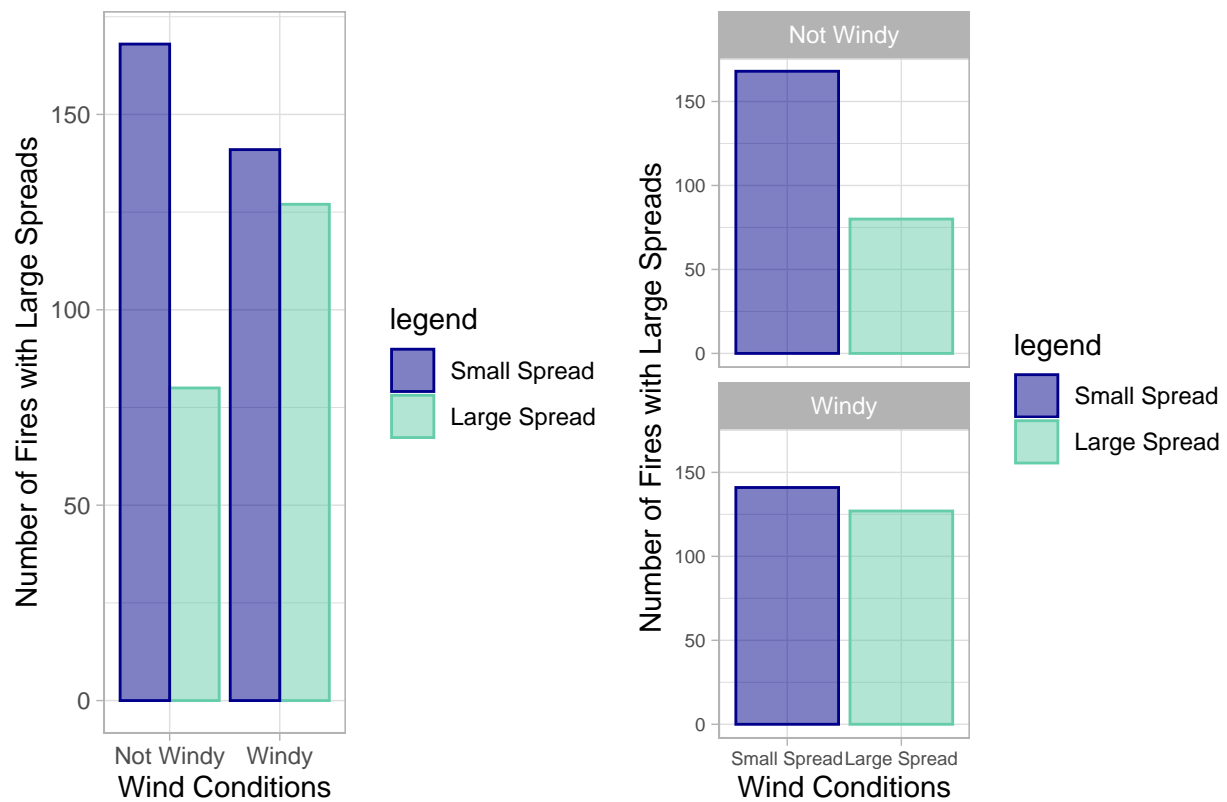 Number of Fires with Large Spreads
150
100
50
0
Not Windy
Windy
Wind Conditions
legend
Small Spread
Large Spread
Number of Fires with Large Spreads
Not Windy
150
100
50
0
Windy
150
100
50
0
Small Spread
Large Spread
Wind Conditions
legend
Small Spread
Large Spread